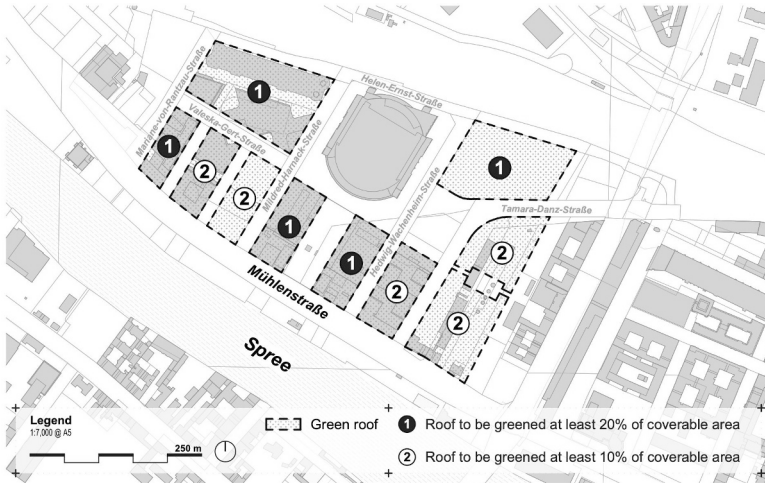 Helen-Ernst-Straße
Mariane-von-Rantzau-Straße
1
Valeska-Gert-Straße
Mildred-Harnack-Straße
1
1
2
2
Hedwig-Wachenheim-Straße
Tamara-Danz-Straße
1
1
2
2
2
Mühlenstraße
Spree
Legend
1:7,000 @ A5
250 m
Green roof
1 Roof to be greened at least 20% of coverable area
2 Roof to be greened at least 10% of coverable area